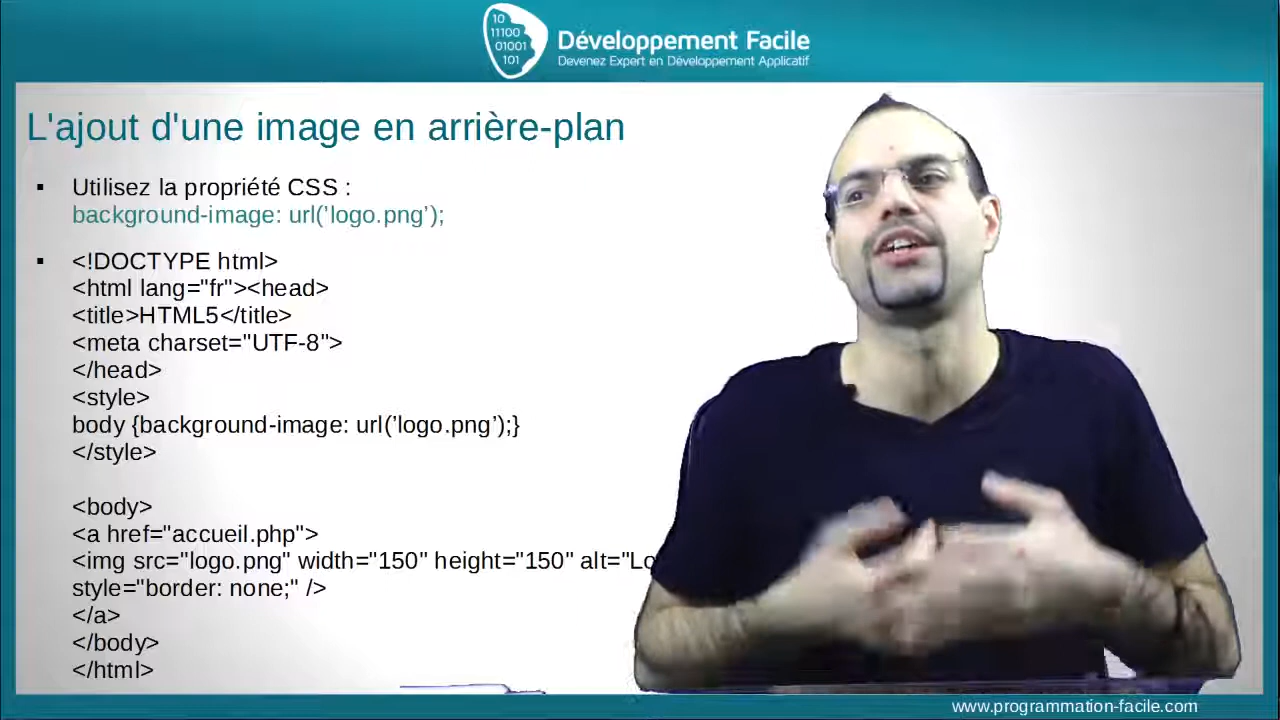 10
11100
01001
101
Développement Facile
Devenez Expert en Développement Applicatif
L'ajout d'une image en arrière-plan
▪ Utilisez la propriété CSS :
background-image: url('logo.png’);
▪ <!DOCTYPE html>
<html lang="fr"><head>
<title>HTML5</title>
<meta charset="UTF-8">
</head>
<style>
body {background-image: url(’logo.png’);}
</style>
<body>
<a href="accueil.php">
<img src="logo.png" width="150" height="150" alt="Lo
style="border: none;" />
</a>
</body>
</html>
www.programmation-facile.com